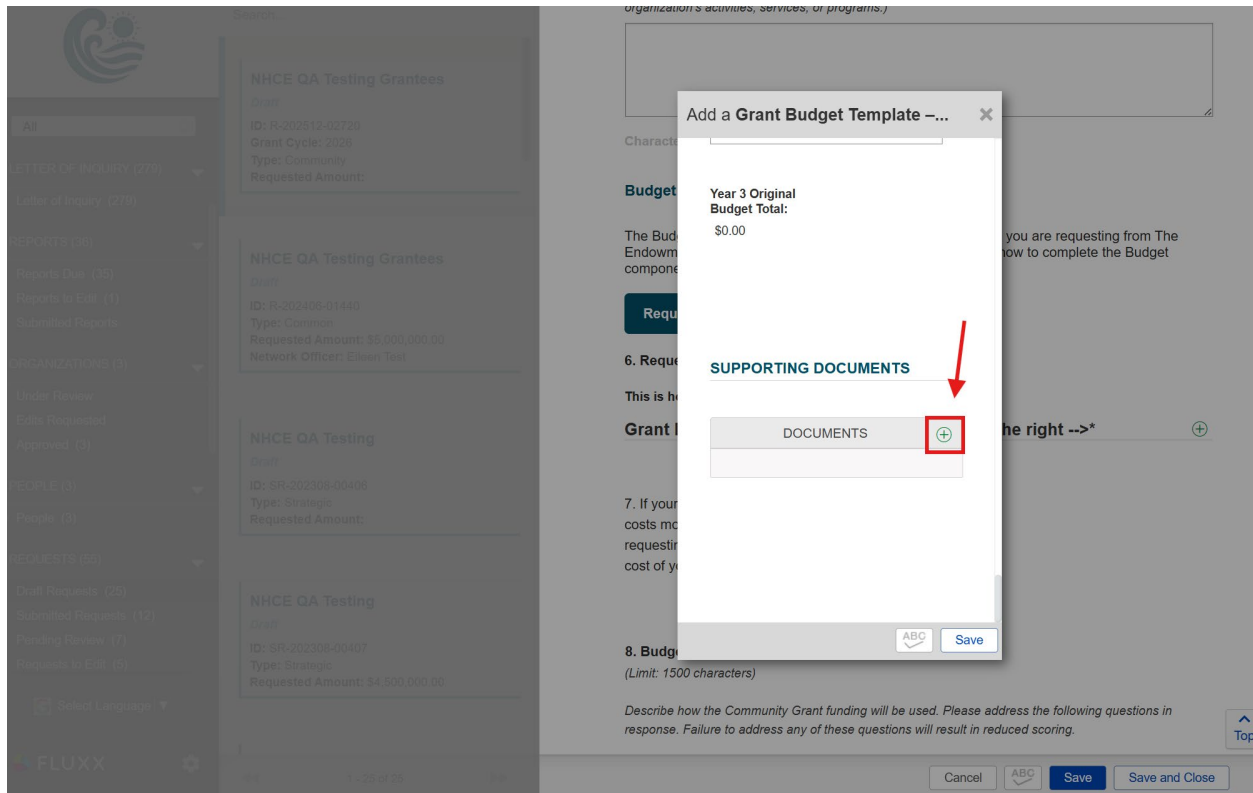 Search
NHCE QA Testing Grantees
Draft
ID: R-202512-02720
Grant Cycle: 2026
Type: Community
Requested Amount:
NHCE QA Testing Grantees
Draft
ID: R-202406-01440
Type: Common
Requested Amount: $5,000,000.00
Network Officer: Eileen Test
NHCE QA Testing
Draft
ID: SR-202308-00406
Type: Strategic
Requested Amount:
NHCE QA Testing
Draft
ID: SR-202308-00407
Type: Strategic
Requested Amount: $4,500,000.00
1 - 25 of 25
All
LETTER OF INQUIRY (279)
Letter of Inquiry (279)
REPORTS (36)
Reports Due (35)
Reports to Edit (1)
Submitted Reports
ORGANIZATIONS (3)
Under Review
Edits Requested
Approved (3)
PEOPLE (3)
People (3)
REQUESTS (55)
Draft Requests (25)
Submitted Requests (12)
Pending Review (7)
Requests to Edit (5)
Select Language ▼
FLUXX
organization's activities, services, or programs.)
Characte
Budget
The Bud you are requesting from The
Endowm how to complete the Budget
compone
Requ
6. Reque
This is h
Grant he right -->*
7. If your
costs mo
requestin
cost of y
8. Budge
(Limit: 1500 characters)
Describe how the Community Grant funding will be used. Please address the following questions in
response. Failure to address any of these questions will result in reduced scoring.
Top
Cancel ABC Save Save and Close
Add a Grant Budget Template –... ×
Year 3 Original
Budget Total:
$0.00
SUPPORTING DOCUMENTS
DOCUMENTS
ABC Save